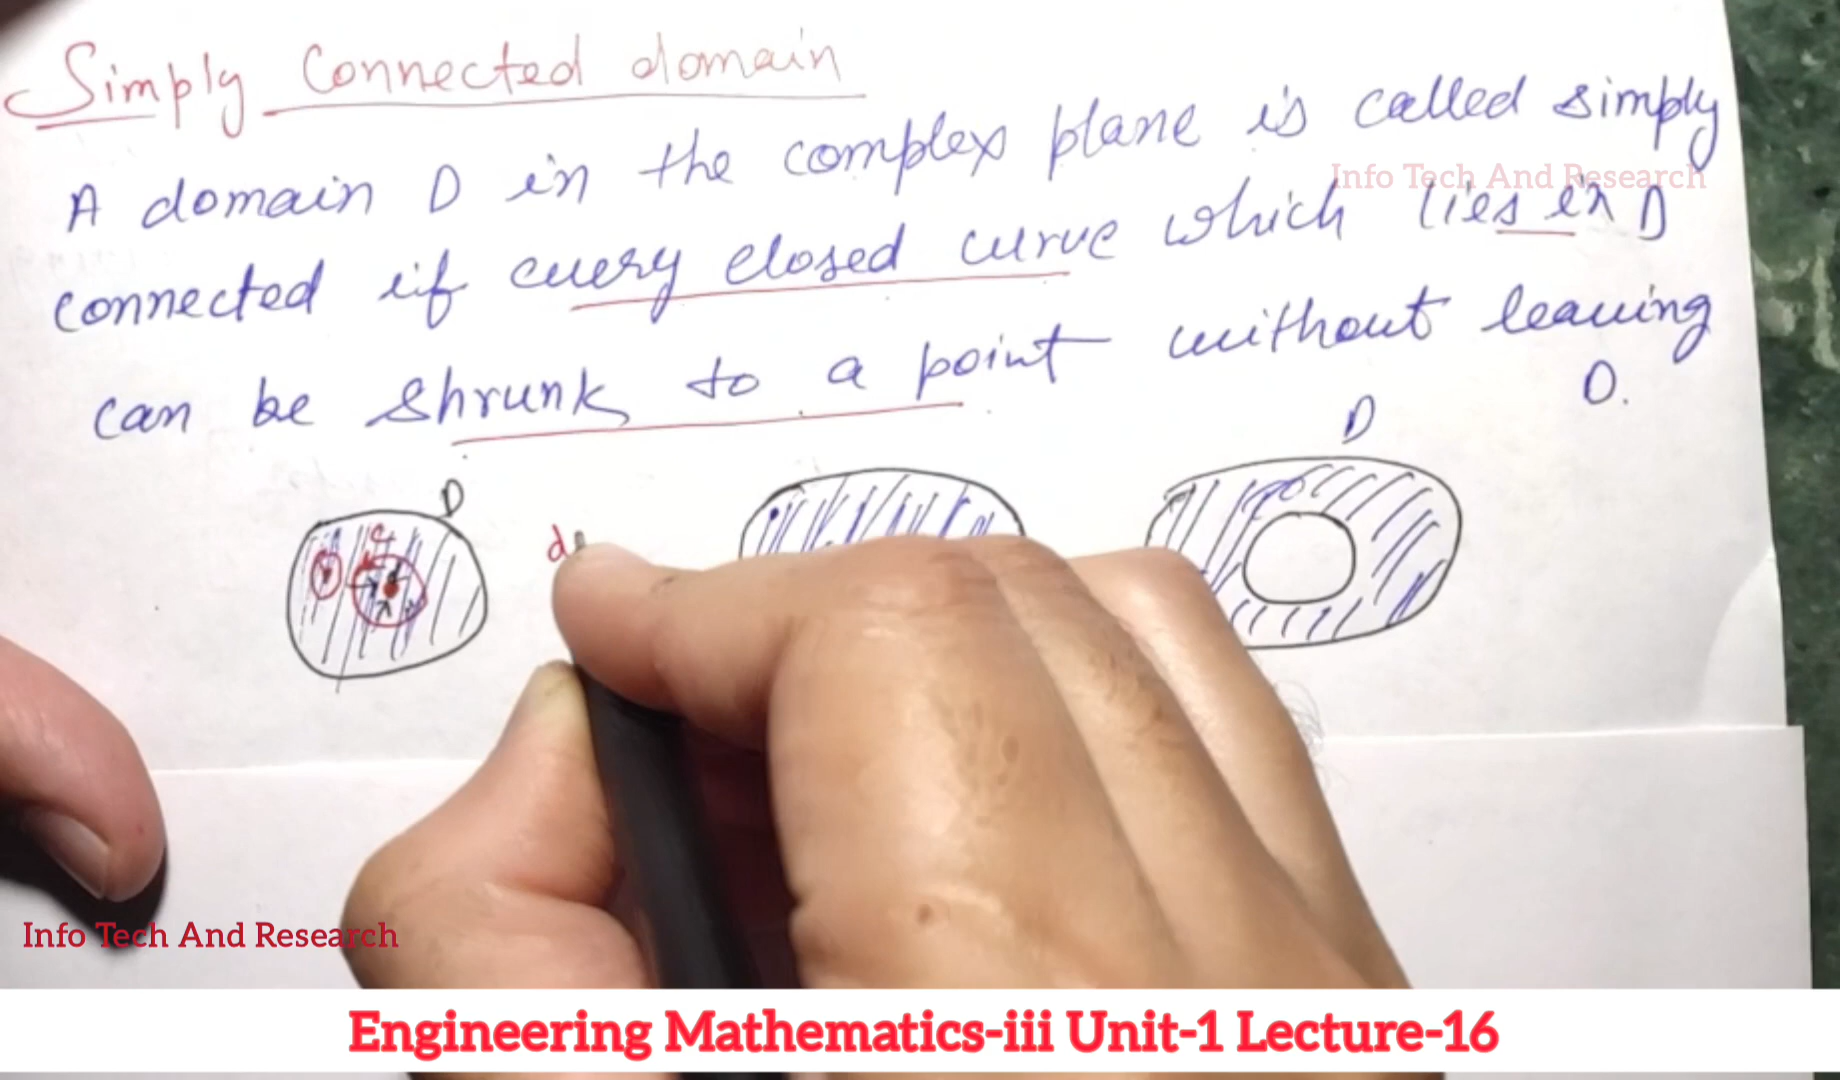 Simply Connected domain
A domain D in the complex plane is called simply
Info Tech And Research
connected if every closed curve which lies in D
can be shrunk to a point without leaving
D.
D
D
C
d
Info Tech And Research
Engineering Mathematics-iii Unit-1 Lecture-16